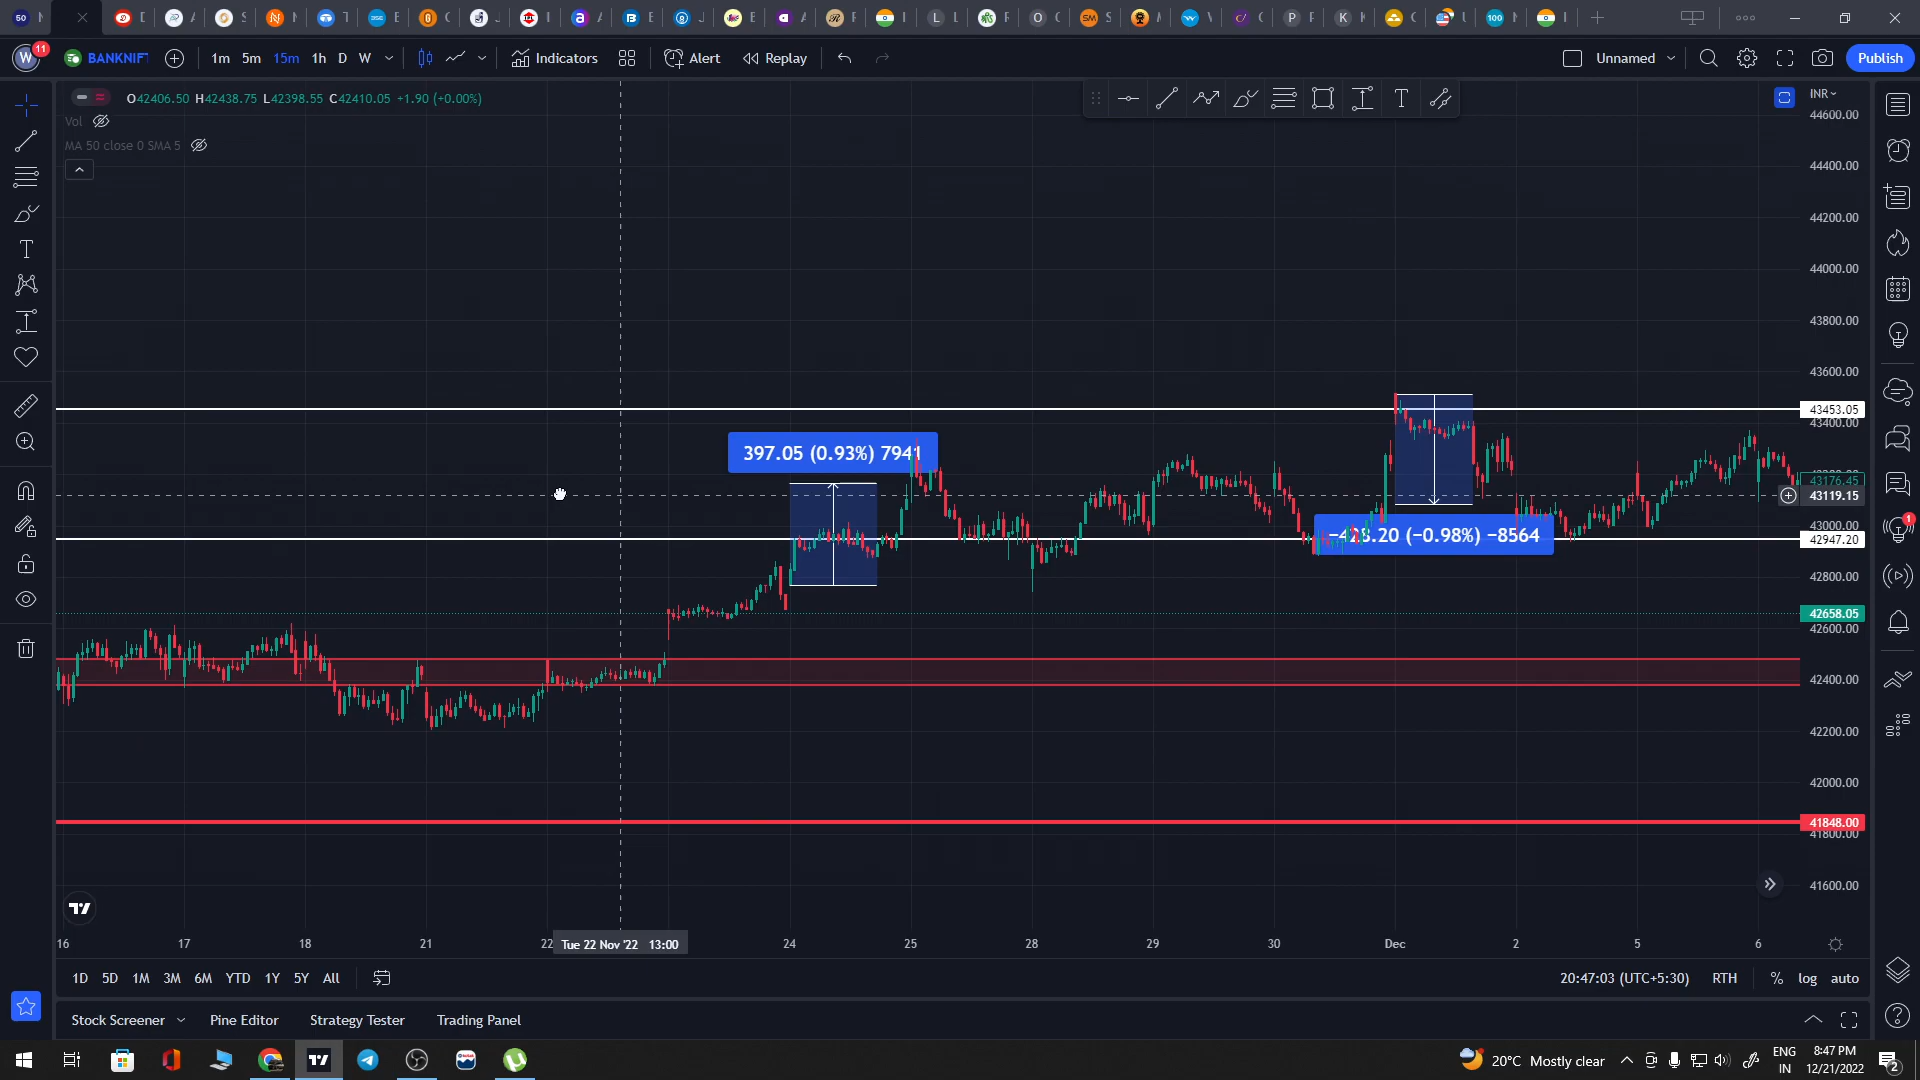 BANKNIF
1m 5m 15m 1h D W
Indicators
Alert
Replay
Unnamed
Publish
11
O42406.50 H42438.75 L42398.55 C42410.05 +1.90 (+0.00%)
Vol
MA 50 close 0 SMA 5
INR
44600.00
44400.00
44200.00
44000.00
43800.00
43600.00
43453.05
43400.00
397.05 (0.93%) 7941
43176.45
43119.15
43000.00
−428.20 (−0.98%) −8564
42947.20
42800.00
42658.05
42600.00
42400.00
42200.00
42000.00
41848.00
41800.00
41600.00
16 17 18 21 22 Tue 22 Nov '22 13:00 24 25 28 29 30 Dec 2 5 6
1D 5D 1M 3M 6M YTD 1Y 5Y All
20:47:03 (UTC+5:30) RTH % log auto
Stock Screener Pine Editor Strategy Tester Trading Panel
20°C Mostly clear
ENG
IN
8:47 PM
12/21/2022
2